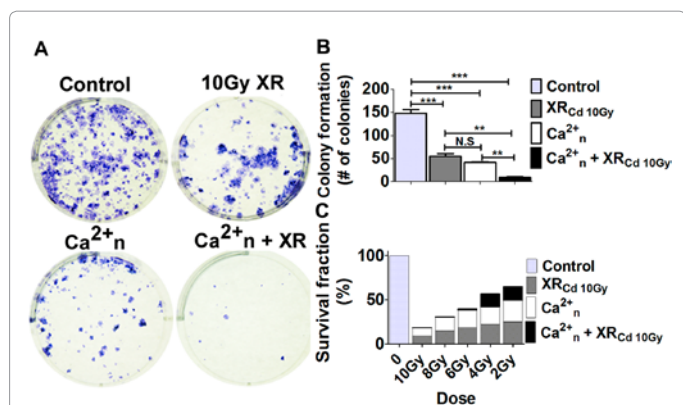 A
Control
10Gy XR
Ca²⁺n
Ca²⁺n + XR
B
Colony formation
(# of colonies)
200
150
100
50
0
***
***
***
**
N.S
**
Control
XRCd 10Gy
Ca²⁺n
Ca²⁺n + XRCd 10Gy
C
Survival fraction
(%)
100
50
0
0
10Gy
8Gy
6Gy
4Gy
2Gy
Dose
Control
XRCd 10Gy
Ca²⁺n
Ca²⁺n + XRCd 10Gy